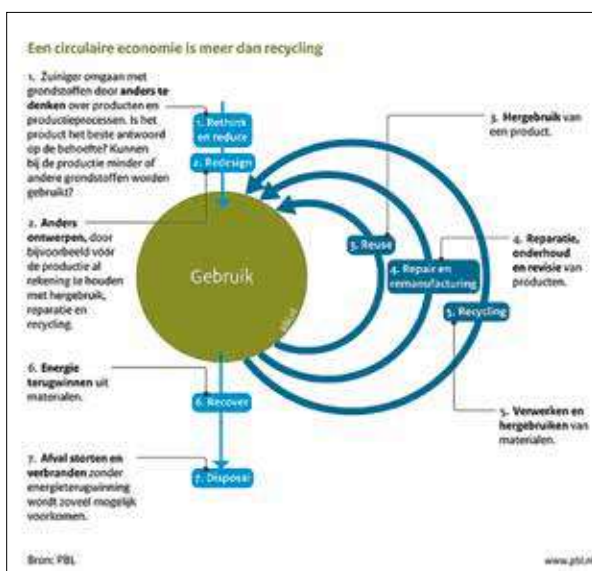 Een circulaire economie is meer dan recycling
1. Zuiniger omgaan met
grondstoffen door anders te
denken over producten en
productieprocessen. Is het
product het beste antwoord
op de behoefte? Kunnen
bij de productie minder of
andere grondstoffen worden
gebruikt?
1. Rethink
en reduce
2. Redesign
3. Hergebruik van
een product.
2. Anders
ontwerpen, door
bijvoorbeeld vóór
de productie al
rekening te houden
met hergebruik,
reparatie en
recycling.
Gebruik
3. Reuse
4. Repair en
remanufacturing
5. Recycling
4. Reparatie,
onderhoud
en revisie van
producten.
6. Energie
terugwinnen uit
materialen.
6. Recover
5. Verwerken en
hergebruiken van
materialen.
7. Afval storten en
verbranden zonder
energieterugwinning
wordt zoveel mogelijk
voorkomen.
7. Disposal
Bron: PBL
www.pbl.nl